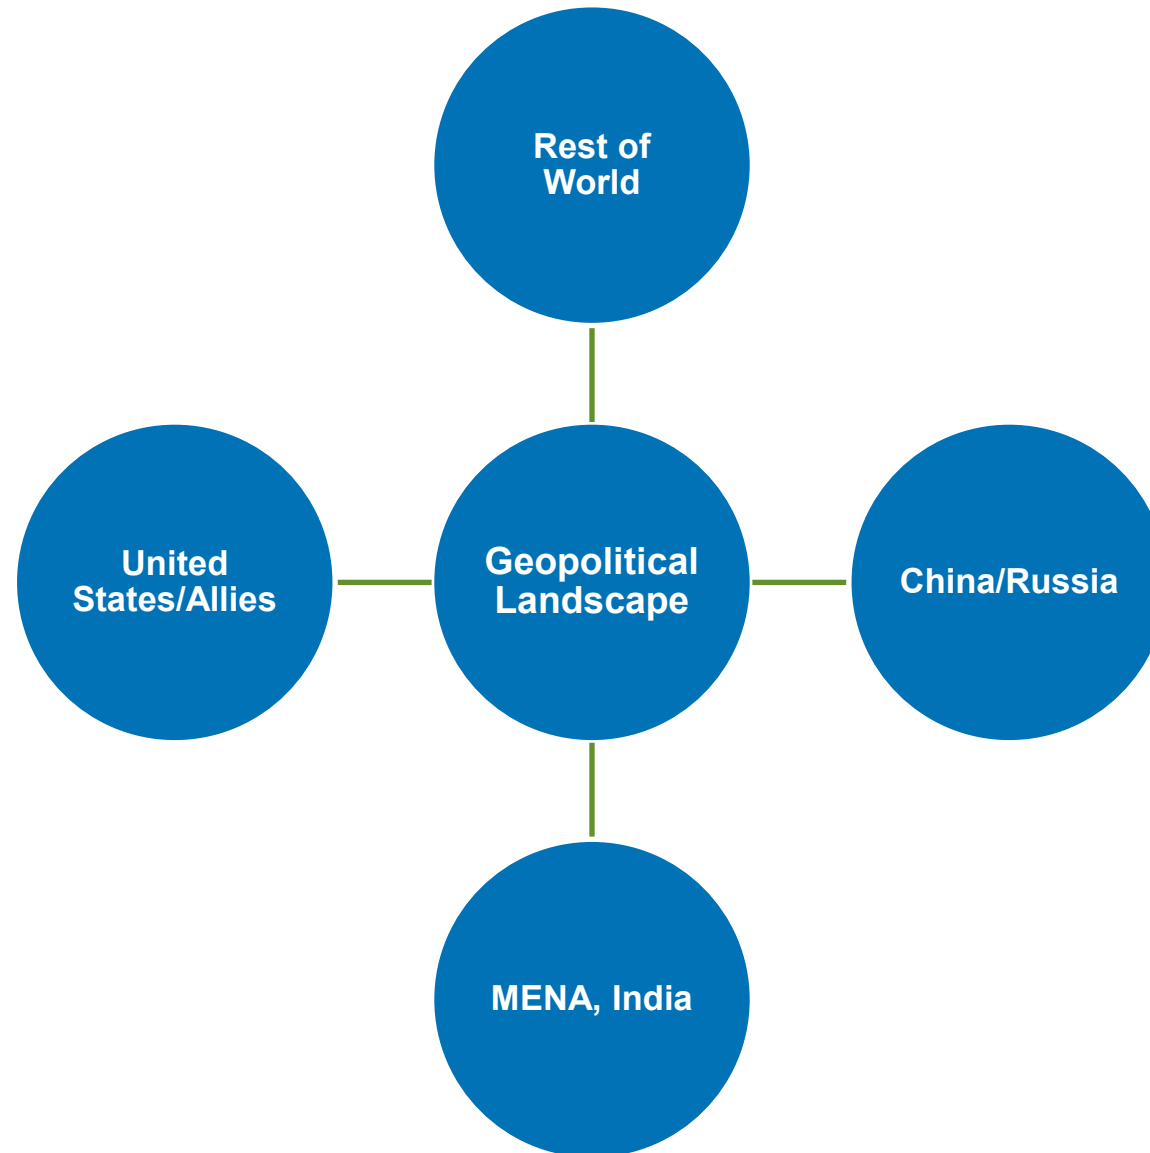 Rest of
World
United
States/Allies
Geopolitical
Landscape
China/Russia
MENA, India